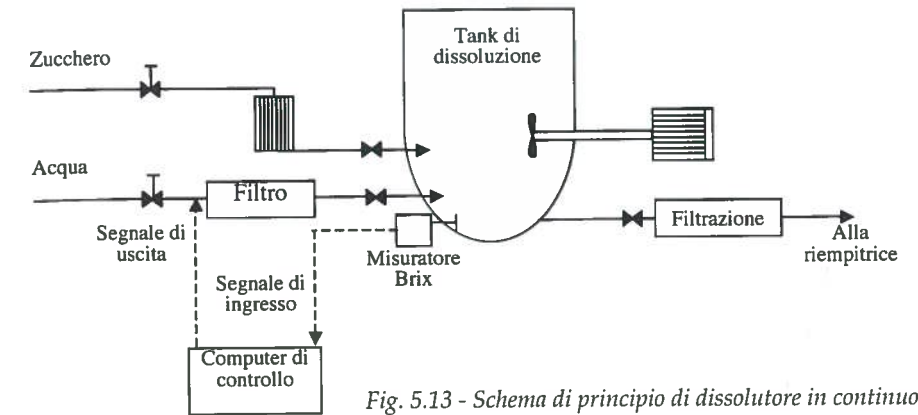 Tank di
dissoluzione
Zucchero
Acqua
Filtro
Segnale di
uscita
Misuratore
Brix
Filtrazione
Alla
riempitrice
Segnale di
ingresso
Computer di
controllo
Fig. 5.13 - Schema di principio di dissolutore in continuo